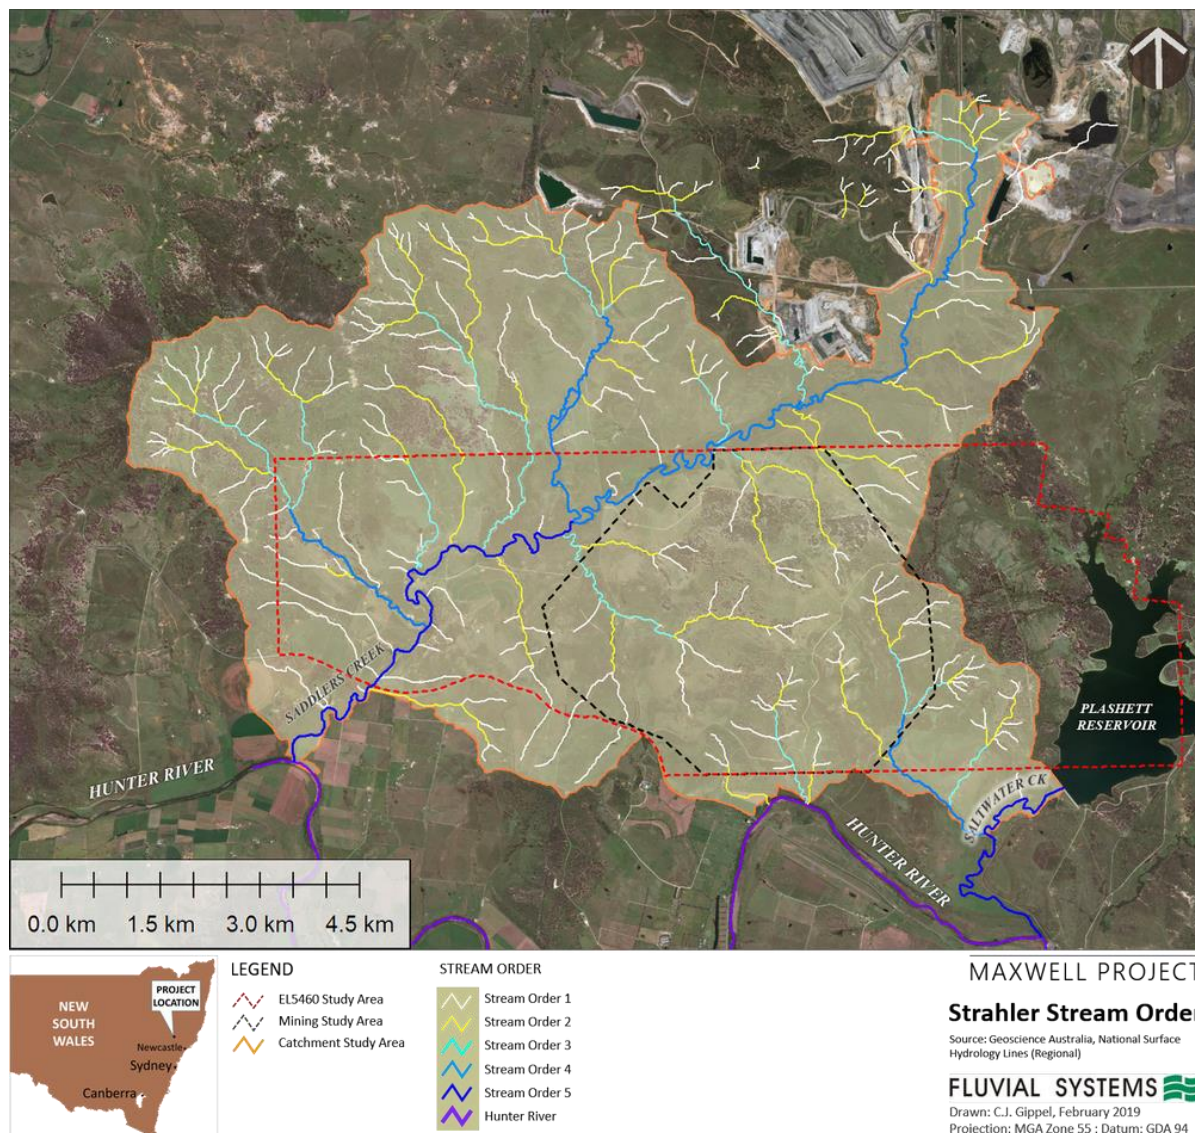 SADDLERS CREEK
PLASHETT
RESERVOIR
HUNTER RIVER
SALTWATER CK
HUNTER RIVER
0.0 km 1.5 km 3.0 km 4.5 km
NEW
SOUTH
WALES
PROJECT
LOCATION
Newcastle
Sydney
Canberra
LEGEND
EL5460 Study Area
Mining Study Area
Catchment Study Area
STREAM ORDER
Stream Order 1
Stream Order 2
Stream Order 3
Stream Order 4
Stream Order 5
Hunter River
MAXWELL PROJECT
Strahler Stream Order
Source: Geoscience Australia, National Surface
Hydrology Lines (Regional)
FLUVIAL SYSTEMS
Drawn: C.J. Gippel, February 2019
Projection: MGA Zone 55 ; Datum: GDA 94